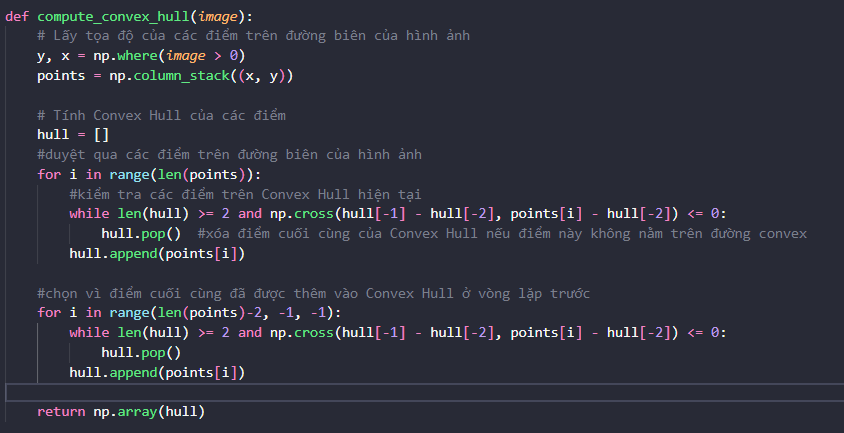 def compute_convex_hull(image):
    # Lấy tọa độ của các điểm trên đường biên của hình ảnh
    y, x = np.where(image > 0)
    points = np.column_stack((x, y))

    # Tính Convex Hull của các điểm
    hull = []
    #duyệt qua các điểm trên đường biên của hình ảnh
    for i in range(len(points)):
        #kiểm tra các điểm trên Convex Hull hiện tại
        while len(hull) >= 2 and np.cross(hull[-1] - hull[-2], points[i] - hull[-2]) <= 0:
            hull.pop()  #xóa điểm cuối cùng của Convex Hull nếu điểm này không nằm trên đường convex
        hull.append(points[i])

    #chọn vì điểm cuối cùng đã được thêm vào Convex Hull ở vòng lặp trước
    for i in range(len(points)-2, -1, -1):
        while len(hull) >= 2 and np.cross(hull[-1] - hull[-2], points[i] - hull[-2]) <= 0:
            hull.pop()
        hull.append(points[i])

    return np.array(hull)